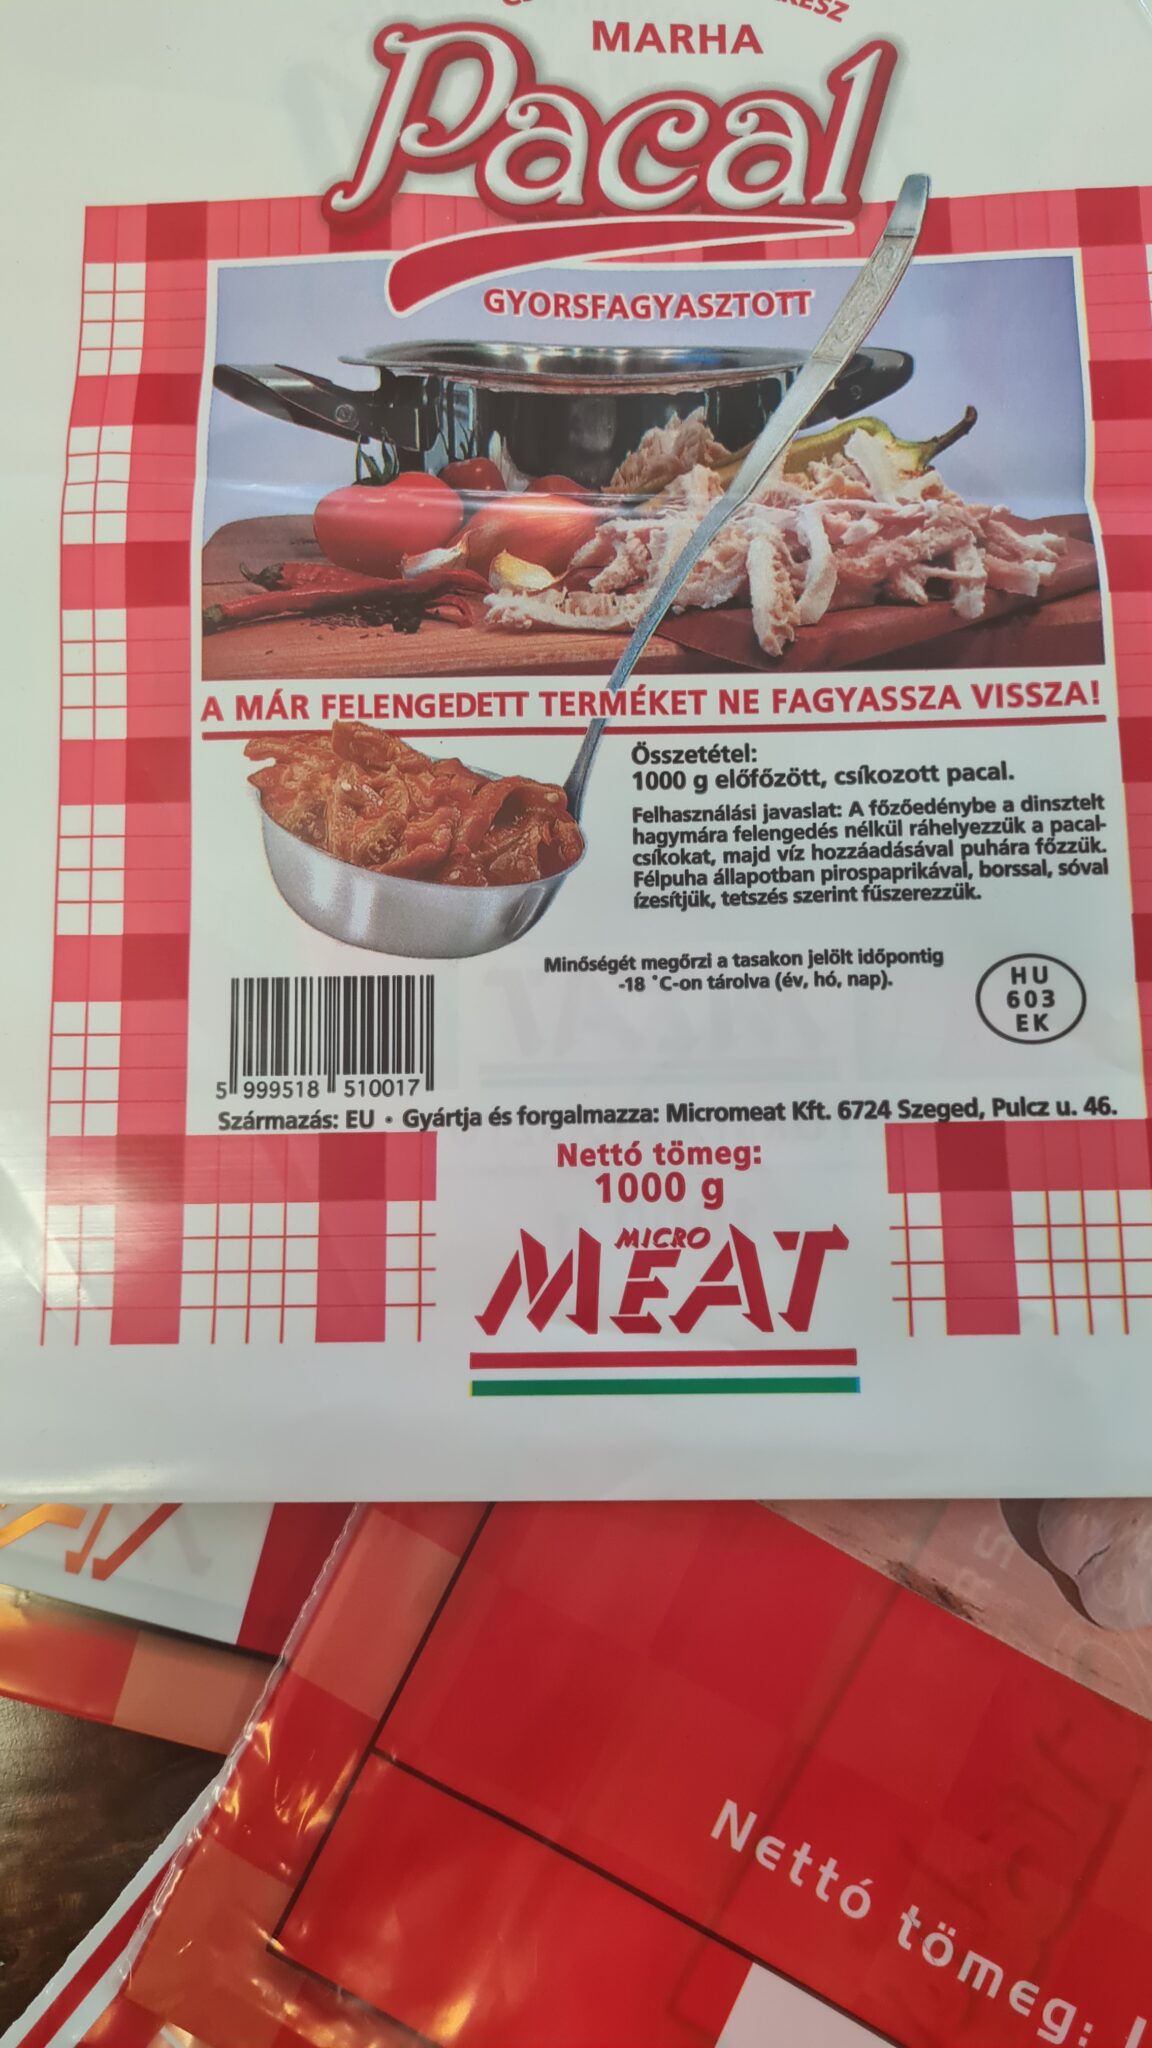 MARHA
Pacal
GYORSFAGYASZTOTT
A MÁR FELENGEDETT TERMÉKET NE FAGYASSZA VISSZA!
Összetétel:
1000 g előfőzött, csíkozott pacal.
Felhasználási javaslat: A főzőedénybe a dinsztelt
hagymára felengedés nélkül ráhelyezzük a pacal-
csíkokat, majd víz hozzáadásával puhára főzzük.
Félpuha állapotban pirospaprikával, borssal, sóval
ízesítjük, tetszés szerint fűszerezzük.
Minőségét megőrzi a tasakon jelölt időpontig
-18 °C-on tárolva (év, hó, nap).
HU
603
EK
5 999518 510017
Származás: EU • Gyártja és forgalmazza: Micromeat Kft. 6724 Szeged, Pulcz u. 46.
Nettó tömeg:
1000 g
MICRO
MEAT
Nettó tömeg: